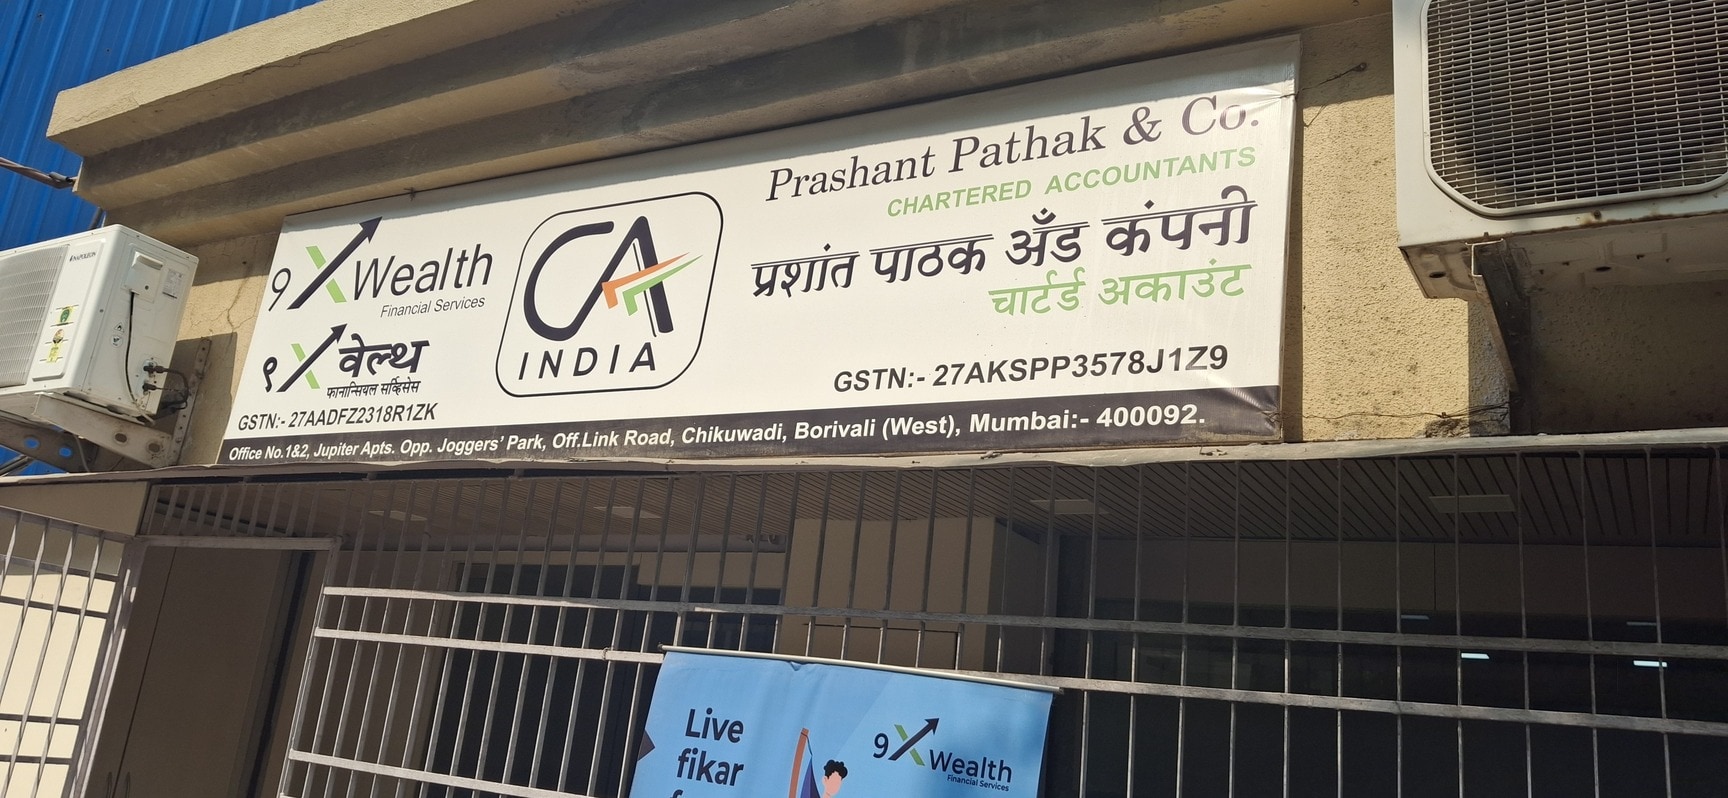 9X Wealth
Financial Services
९X वेल्थ
फानान्सियल सर्व्हिसेस
GSTN:- 27AADFZ2318R1ZK
CA
INDIA
Prashant Pathak & Co.
CHARTERED ACCOUNTANTS
प्रशांत पाठक अँड कंपनी
चार्टर्ड अकाउंट
GSTN:- 27AKSPP3578J1Z9
Office No.1&2, Jupiter Apts. Opp. Joggers' Park, Off.Link Road, Chikuwadi, Borivali (West), Mumbai:- 400092.
NAPOLEON
Live
fikar
9X Wealth
Financial Services